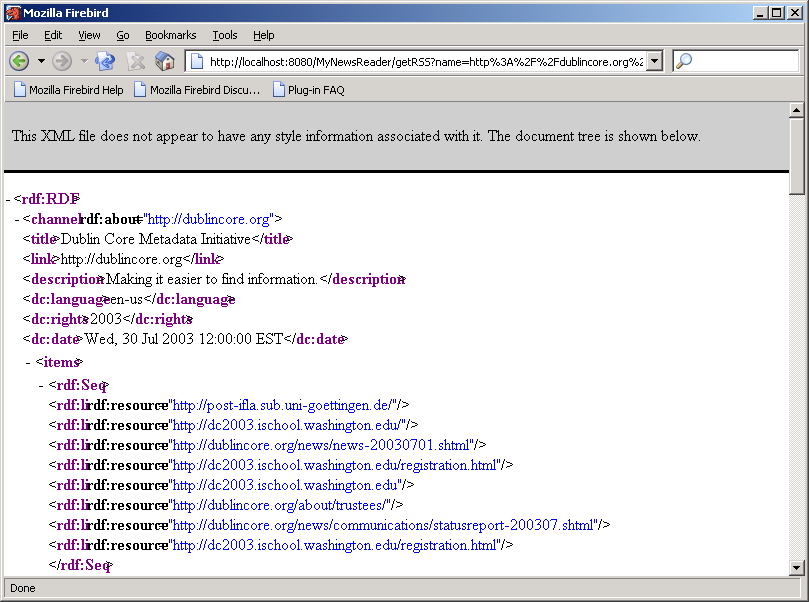 Mozilla Firebird
File Edit View Go Bookmarks Tools Help
http://localhost:8080/MyNewsReader/getRSS?name=http%3A%2F%2Fdublincore.org%2
Mozilla Firebird Help Mozilla Firebird Discu... Plug-in FAQ
This XML file does not appear to have any style information associated with it. The document tree is shown below.
- <rdf:RDF>
- <channel rdf:about="http://dublincore.org">
<title>Dublin Core Metadata Initiative</title>
<link>http://dublincore.org</link>
<description>Making it easier to find information.</description>
<dc:language>en-us</dc:language>
<dc:rights>2003</dc:rights>
<dc:date>Wed, 30 Jul 2003 12:00:00 EST</dc:date>
- <items>
- <rdf:Seq>
<rdf:li rdf:resource="http://post-ifla.sub.uni-goettingen.de/"/>
<rdf:li rdf:resource="http://dc2003.ischool.washington.edu/"/>
<rdf:li rdf:resource="http://dublincore.org/news/news-20030701.shtml"/>
<rdf:li rdf:resource="http://dc2003.ischool.washington.edu/registration.html"/>
<rdf:li rdf:resource="http://dc2003.ischool.washington.edu"/>
<rdf:li rdf:resource="http://dublincore.org/about/trustees/"/>
<rdf:li rdf:resource="http://dublincore.org/news/communications/statusreport-200307.shtml"/>
<rdf:li rdf:resource="http://dc2003.ischool.washington.edu/registration.html"/>
</rdf:Seq>
Done